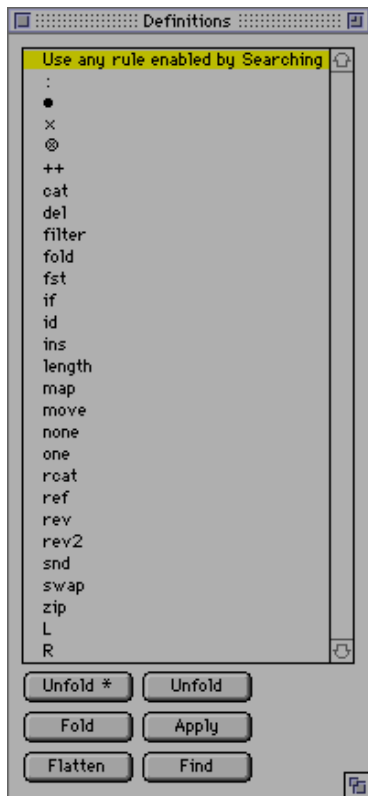 Definitions
Use any rule enabled by Searching
:
●
×
⊗
++
cat
del
filter
fold
fst
if
id
ins
length
map
move
none
one
rcat
ref
rev
rev2
snd
swap
zip
L
R
Unfold * Unfold
Fold Apply
Flatten Find